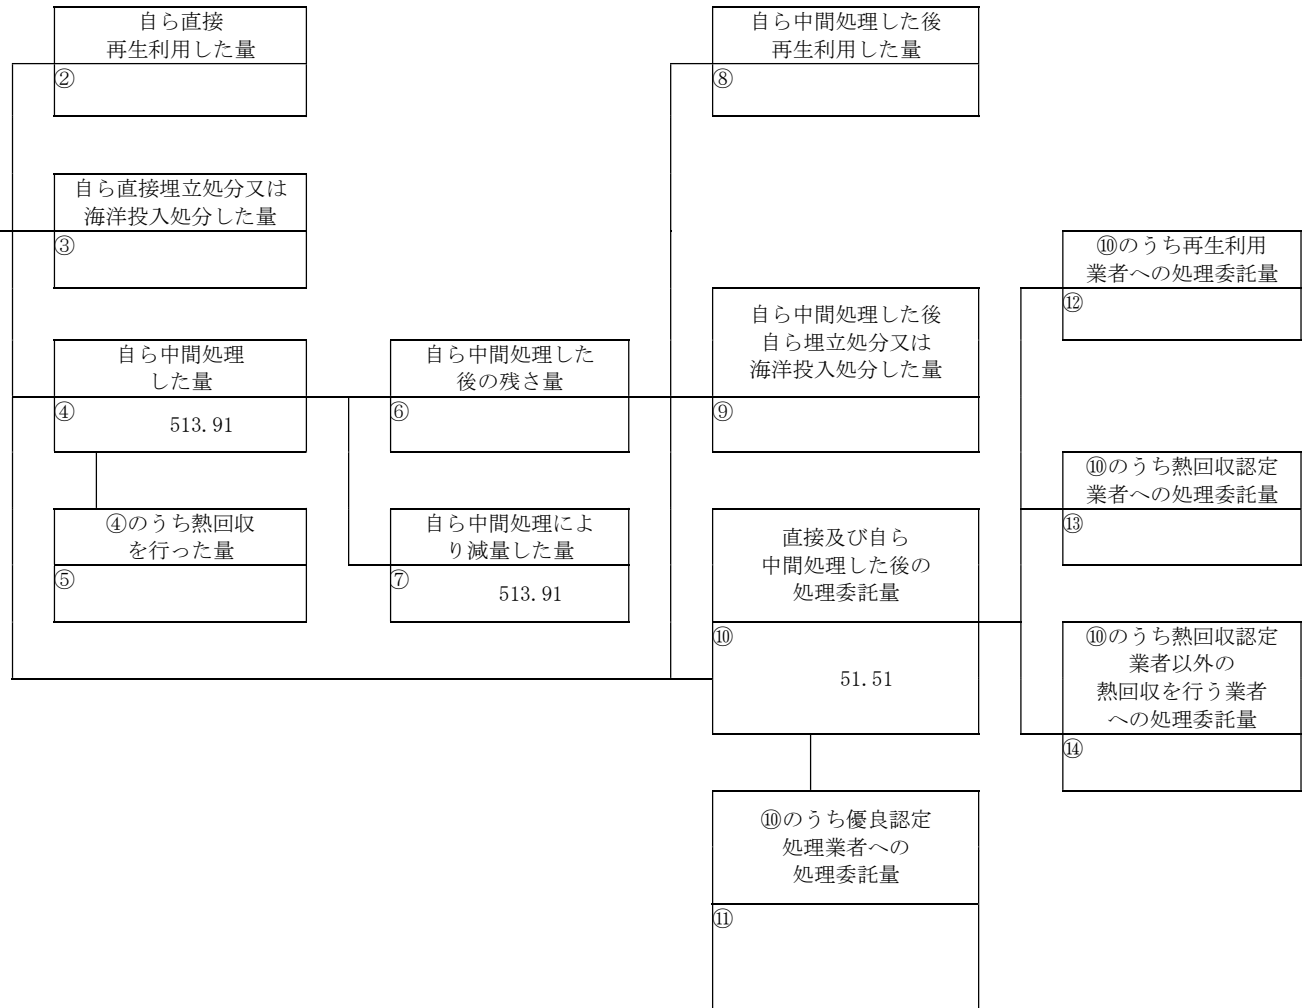 自ら直接
再生利用した量
②
自ら中間処理した後
再生利用した量
⑧
自ら直接埋立処分又は
海洋投入処分した量
③
⑩のうち再生利用
業者への処理委託量
⑫
自ら中間処理した後
自ら埋立処分又は
海洋投入処分した量
⑨
自ら中間処理
した量
④
513.91
自ら中間処理した
後の残さ量
⑥
⑩のうち熱回収認定
業者への処理委託量
⑬
④のうち熱回収
を行った量
⑤
自ら中間処理によ
り減量した量
⑦
513.91
直接及び自ら
中間処理した後の
処理委託量
⑩
51.51
⑩のうち熱回収認定
業者以外の
熱回収を行う業者
への処理委託量
⑭
⑩のうち優良認定
処理業者への
処理委託量
⑪